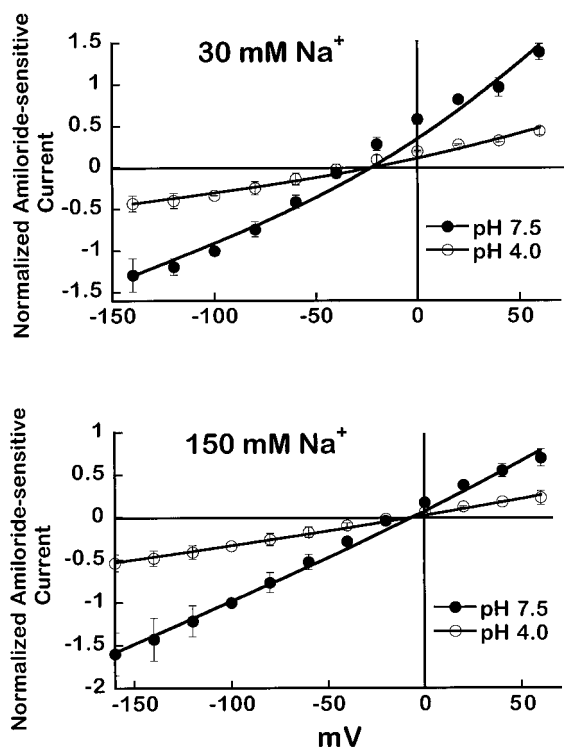 30 mM Na⁺
Normalized Amiloride-sensitive
Current
1.5
1
0.5
0
-0.5
-1
-1.5
-150
-100
-50
0
50
pH 7.5
pH 4.0
150 mM Na⁺
Normalized Amiloride-sensitive
Current
1
0.5
0
-0.5
-1
-1.5
-2
-150
-100
-50
0
50
pH 7.5
pH 4.0
mV